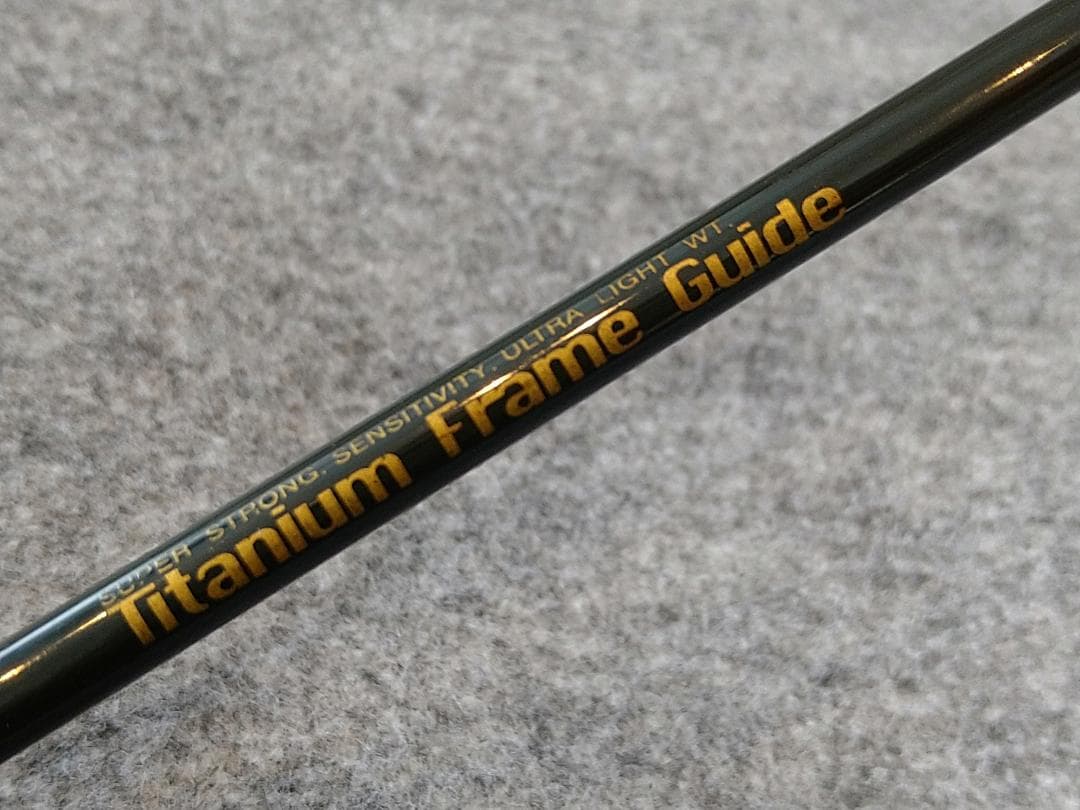 SUPER STRONG. SENSITIVITY. ULTRA LIGHT WT.
Titanium Frame Guide